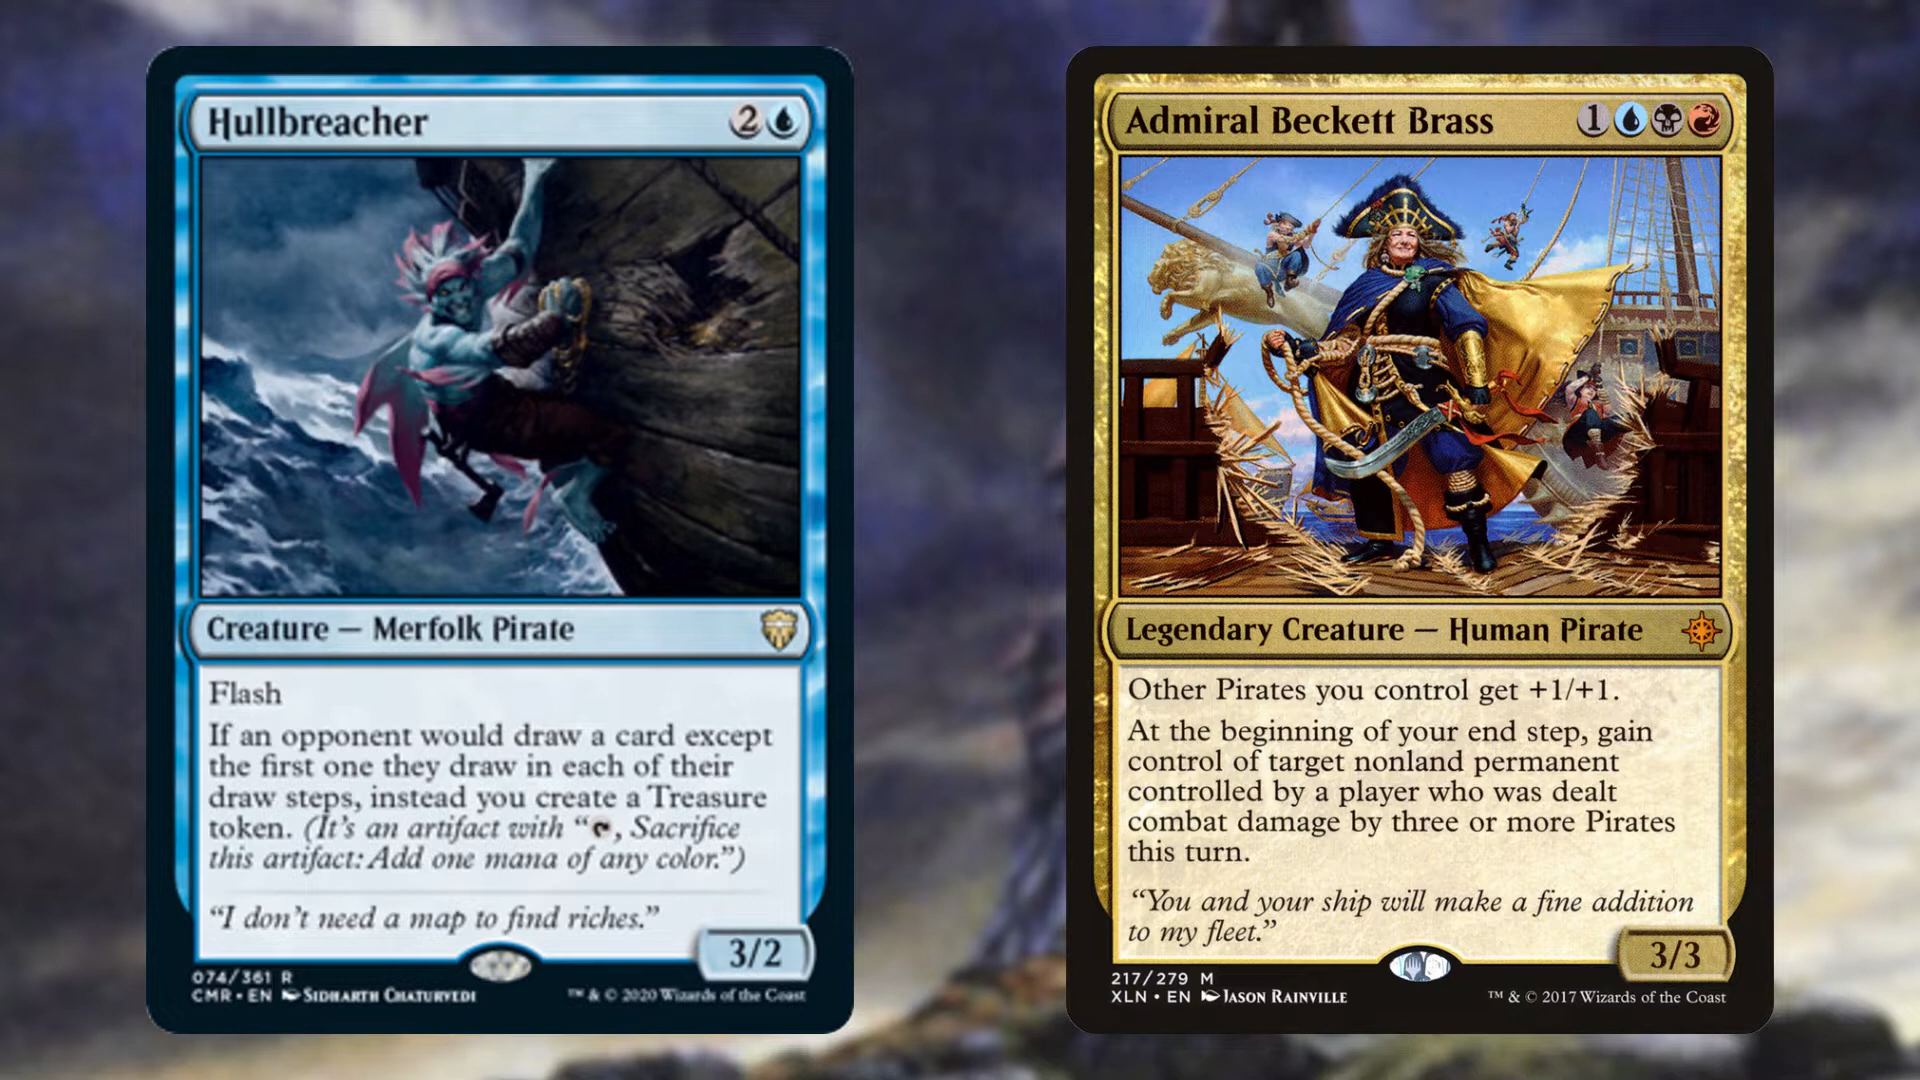 Hullbreacher 2
Creature — Merfolk Pirate
Flash
If an opponent would draw a card except
the first one they draw in each of their
draw steps, instead you create a Treasure
token. (It's an artifact with “, Sacrifice
this artifact: Add one mana of any color.”)
“I don't need a map to find riches.”
3/2
074/361 R
CMR • EN Sidharth Chaturvedi
™ & © 2020 Wizards of the Coast
Admiral Beckett Brass 1
Legendary Creature — Human Pirate
Other Pirates you control get +1/+1.
At the beginning of your end step, gain
control of target nonland permanent
controlled by a player who was dealt
combat damage by three or more Pirates
this turn.
“You and your ship will make a fine addition
to my fleet.”
3/3
217/279 M
XLN • EN Jason Rainville
™ & © 2017 Wizards of the Coast